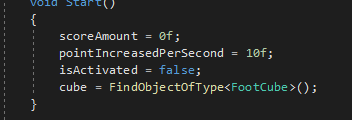 void Start()
{
scoreAmount = 0f;
pointIncreasedPerSecond = 10f;
isActivated = false;
cube = FindObjectOfType<FootCube>();
}